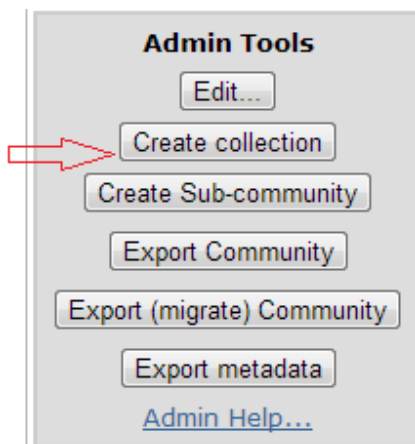 Admin Tools
Edit...
Create collection
Create Sub-community
Export Community
Export (migrate) Community
Export metadata
Admin Help...